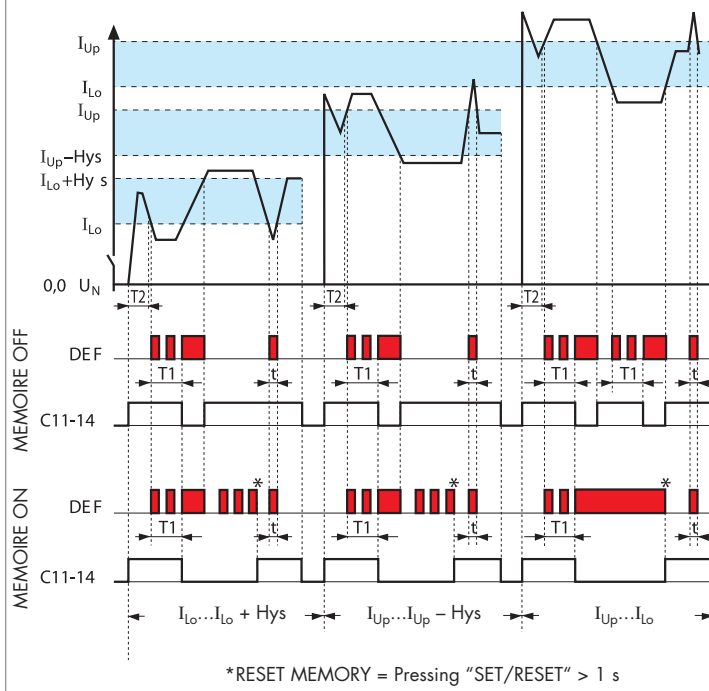 I_Up
I_Lo
I_Up
I_Up–Hys
I_Lo+Hy s
I_Lo
0,0 U_N
T2 T2 T2
MEMOIRE OFF
DEF
T1 t T1 t T1 T1 t
C11-14
MEMOIRE ON
* * *
DEF
T1 t T1 t T1 t
C11-14
I_Lo...I_Lo + Hys I_Up...I_Up – Hys I_Up...I_Lo
*RESET MEMORY = Pressing “SET/RESET“ > 1 s